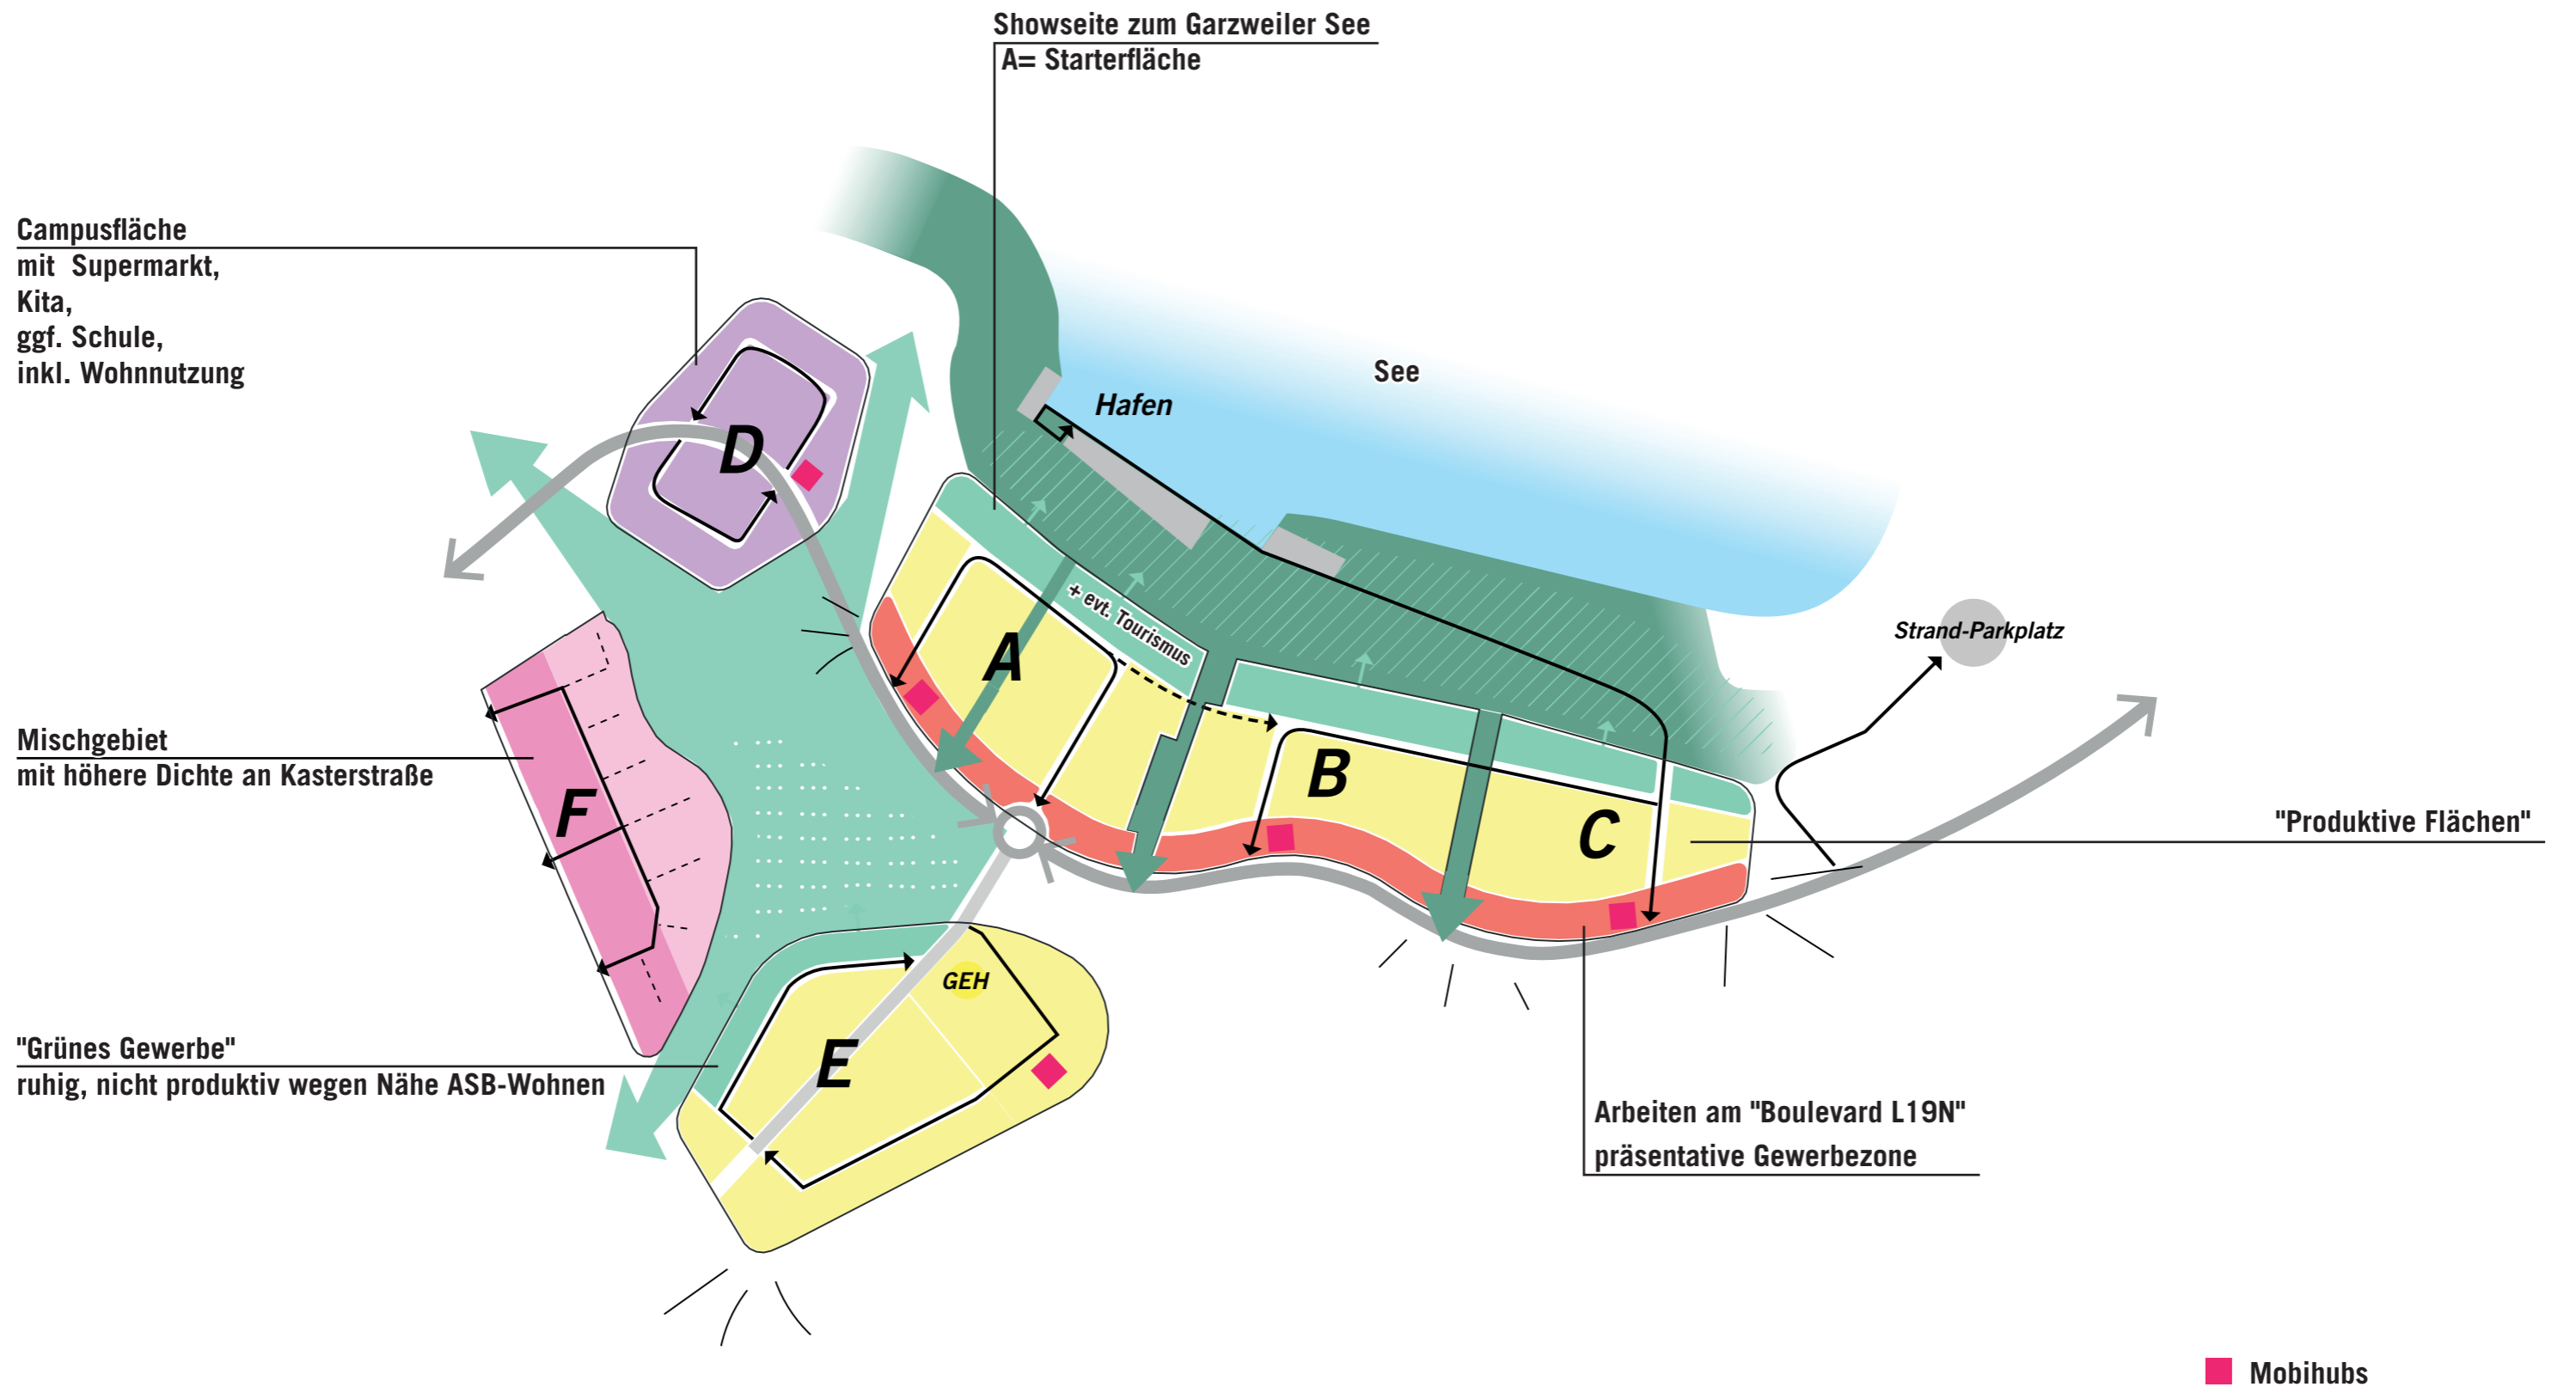 Showseite zum Garzweiler See
A= Starterfläche
Campusfläche
mit Supermarkt,
Kita,
ggf. Schule,
inkl. Wohnnutzung
See
Hafen
D
+ evt. Tourismus
Strand-Parkplatz
A
Mischgebiet
mit höhere Dichte an Kasterstraße
B
F
C
"Produktive Flächen"
GEH
"Grünes Gewerbe"
ruhig, nicht produktiv wegen Nähe ASB-Wohnen
E
Arbeiten am "Boulevard L19N"
präsentative Gewerbezone
Mobihubs